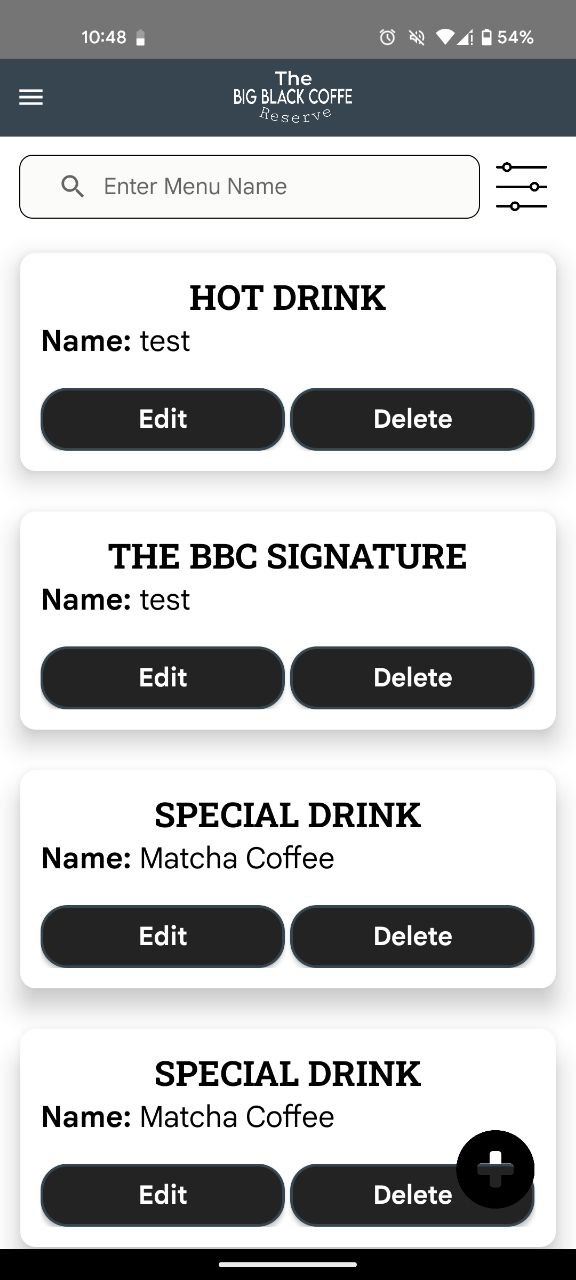 10:48
54%
The
BIG BLACK COFFE
Reserve
Enter Menu Name
HOT DRINK
Name: test
Edit Delete
THE BBC SIGNATURE
Name: test
Edit Delete
SPECIAL DRINK
Name: Matcha Coffee
Edit Delete
SPECIAL DRINK
Name: Matcha Coffee
Edit Delete